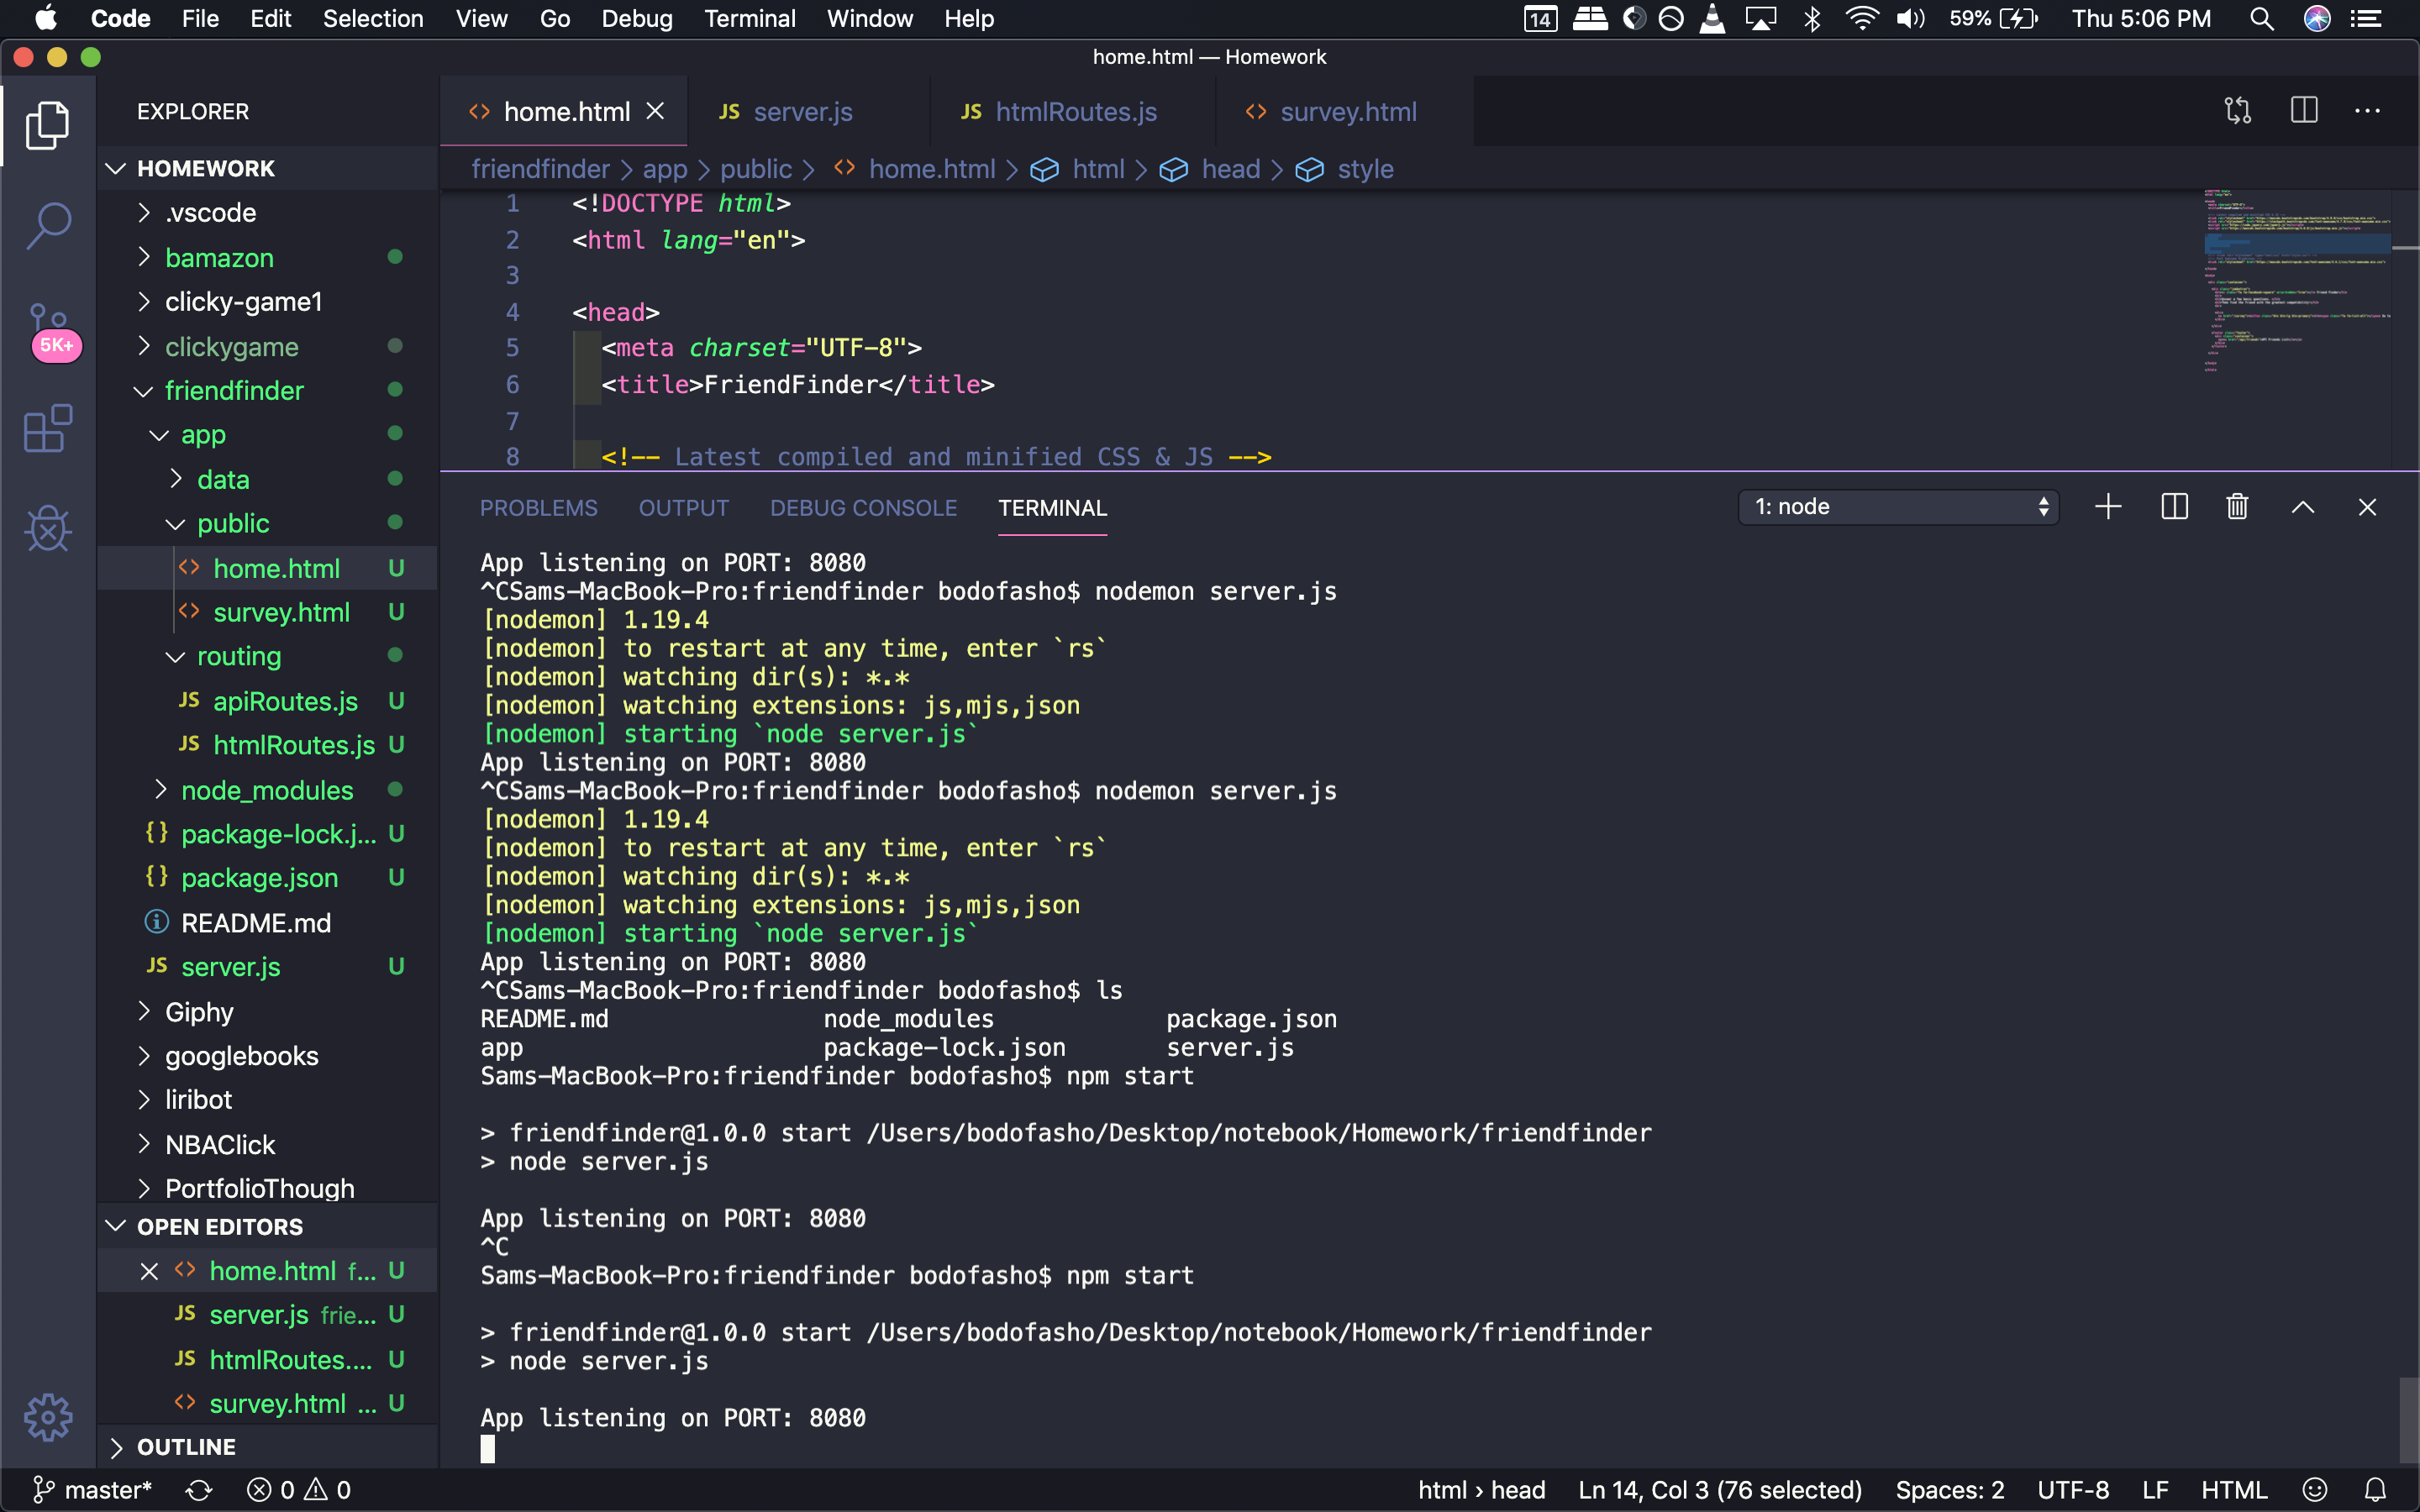 Code File Edit Selection View Go Debug Terminal Window Help 14 59% Thu 5:06 PM
home.html — Homework
EXPLORER
HOMEWORK
.vscode
bamazon
clicky-game1
clickygame
friendfinder
app
data
public
home.html U
survey.html U
routing
JS apiRoutes.js U
JS htmlRoutes.js U
node_modules
{} package-lock.j... U
{} package.json U
README.md
JS server.js U
Giphy
googlebooks
liribot
NBAClick
PortfolioThough
OPEN EDITORS
home.html f... U
JS server.js frie... U
JS htmlRoutes.... U
survey.html ... U
OUTLINE
5K+
home.html JS server.js JS htmlRoutes.js survey.html
friendfinder > app > public > home.html > html > head > style
1 <!DOCTYPE html>
2 <html lang="en">
3
4 <head>
5 <meta charset="UTF-8">
6 <title>FriendFinder</title>
7
8 <!-- Latest compiled and minified CSS & JS -->
PROBLEMS OUTPUT DEBUG CONSOLE TERMINAL 1: node
App listening on PORT: 8080
^CSams-MacBook-Pro:friendfinder bodofasho$ nodemon server.js
[nodemon] 1.19.4
[nodemon] to restart at any time, enter `rs`
[nodemon] watching dir(s): *.*
[nodemon] watching extensions: js,mjs,json
[nodemon] starting `node server.js`
App listening on PORT: 8080
^CSams-MacBook-Pro:friendfinder bodofasho$ nodemon server.js
[nodemon] 1.19.4
[nodemon] to restart at any time, enter `rs`
[nodemon] watching dir(s): *.*
[nodemon] watching extensions: js,mjs,json
[nodemon] starting `node server.js`
App listening on PORT: 8080
^CSams-MacBook-Pro:friendfinder bodofasho$ ls
README.md node_modules package.json
app package-lock.json server.js
Sams-MacBook-Pro:friendfinder bodofasho$ npm start
> friendfinder@1.0.0 start /Users/bodofasho/Desktop/notebook/Homework/friendfinder
> node server.js
App listening on PORT: 8080
^C
Sams-MacBook-Pro:friendfinder bodofasho$ npm start
> friendfinder@1.0.0 start /Users/bodofasho/Desktop/notebook/Homework/friendfinder
> node server.js
App listening on PORT: 8080
master* 0 0 html › head Ln 14, Col 3 (76 selected) Spaces: 2 UTF-8 LF HTML